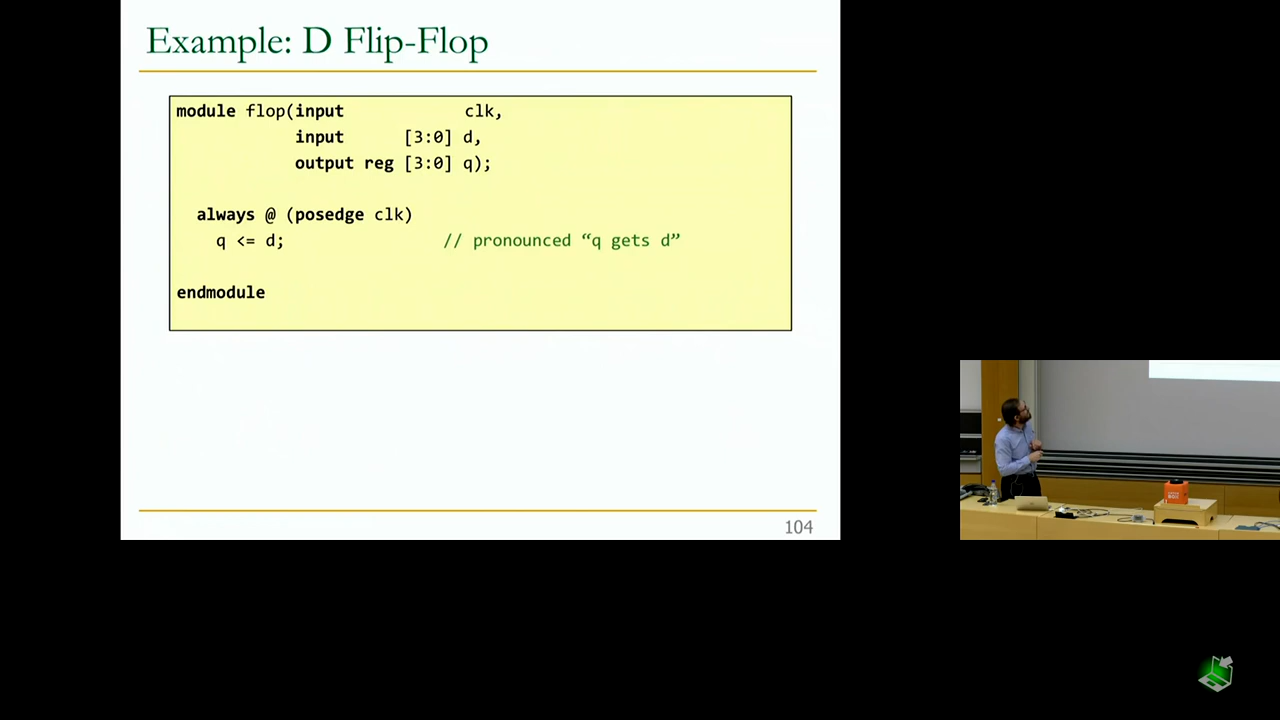 Example: D Flip-Flop
module flop(input clk,
input [3:0] d,
output reg [3:0] q);
always @ (posedge clk)
q <= d; // pronounced “q gets d”
endmodule
104